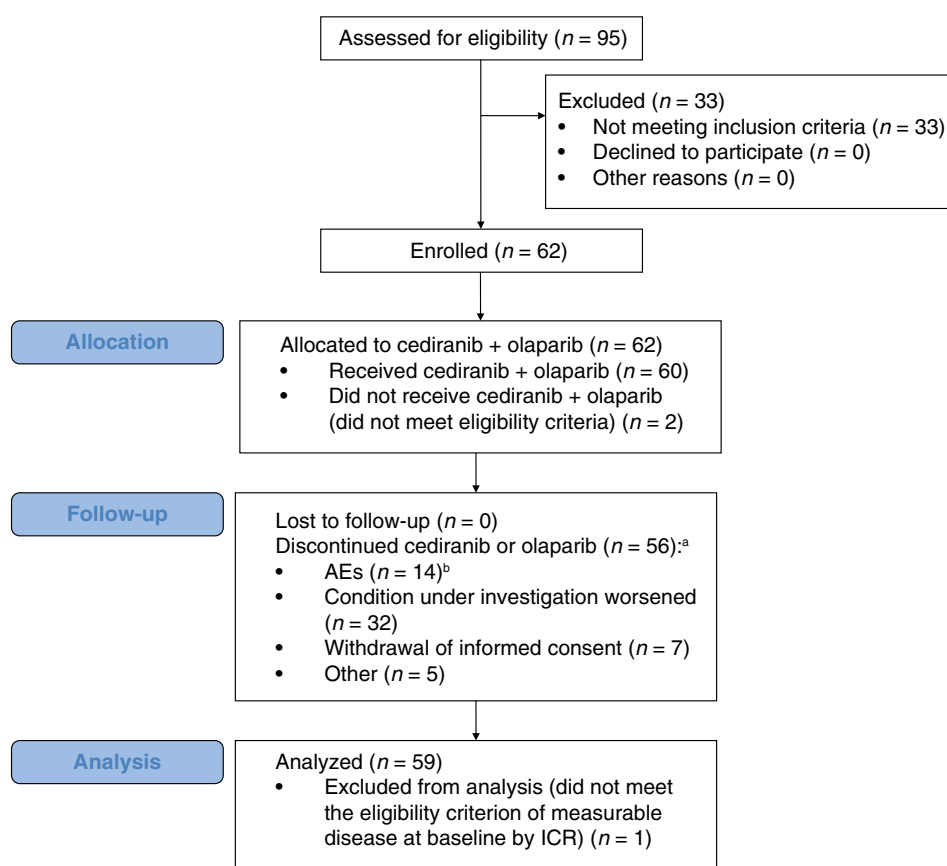 Assessed for eligibility (n = 95)
Excluded (n = 33)
• Not meeting inclusion criteria (n = 33)
• Declined to participate (n = 0)
• Other reasons (n = 0)
Enrolled (n = 62)
Allocation
Allocated to cediranib + olaparib (n = 62)
• Received cediranib + olaparib (n = 60)
• Did not receive cediranib + olaparib
(did not meet eligibility criteria) (n = 2)
Follow-up
Lost to follow-up (n = 0)
Discontinued cediranib or olaparib (n = 56):ᵃ
• AEs (n = 14)ᵇ
• Condition under investigation worsened
(n = 32)
• Withdrawal of informed consent (n = 7)
• Other (n = 5)
Analysis
Analyzed (n = 59)
• Excluded from analysis (did not meet
the eligibility criterion of measurable
disease at baseline by ICR) (n = 1)